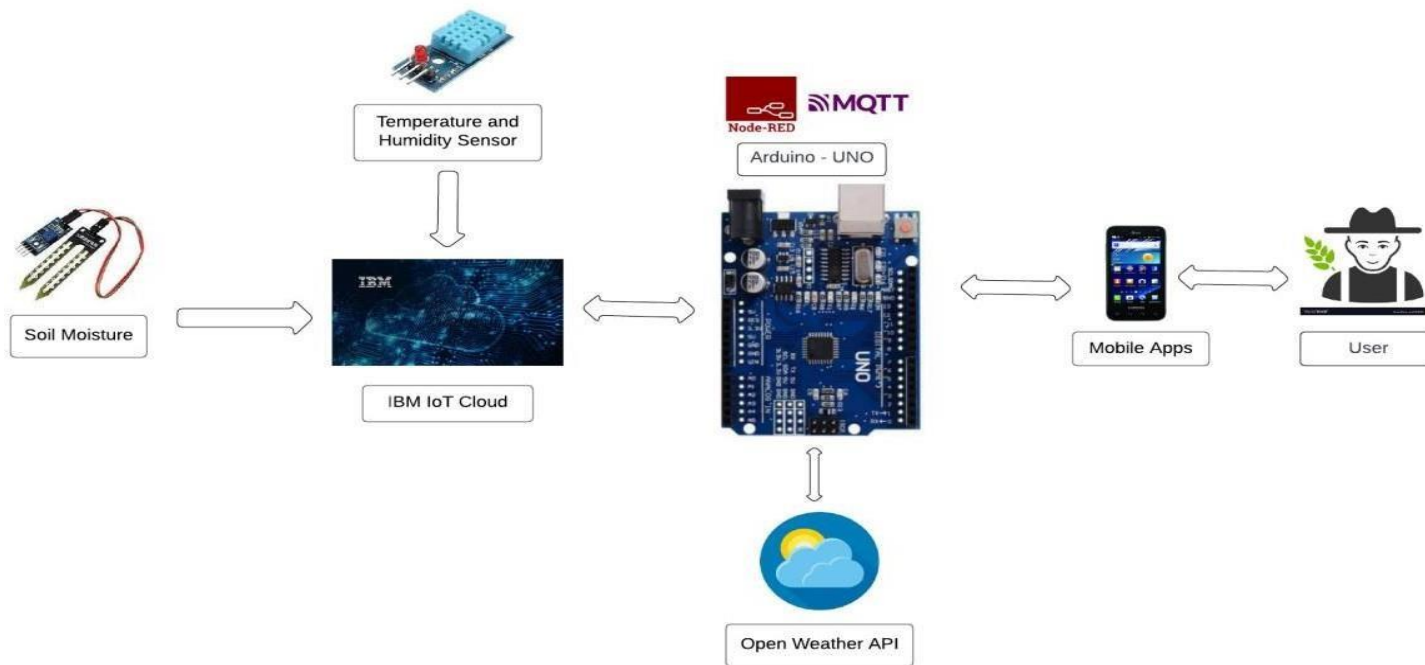 Temperature and
Humidity Sensor
Node-RED
MQTT
Arduino - UNO
Soil Moisture
IBM
IBM IoT Cloud
UNO
Mobile Apps
User
Open Weather API